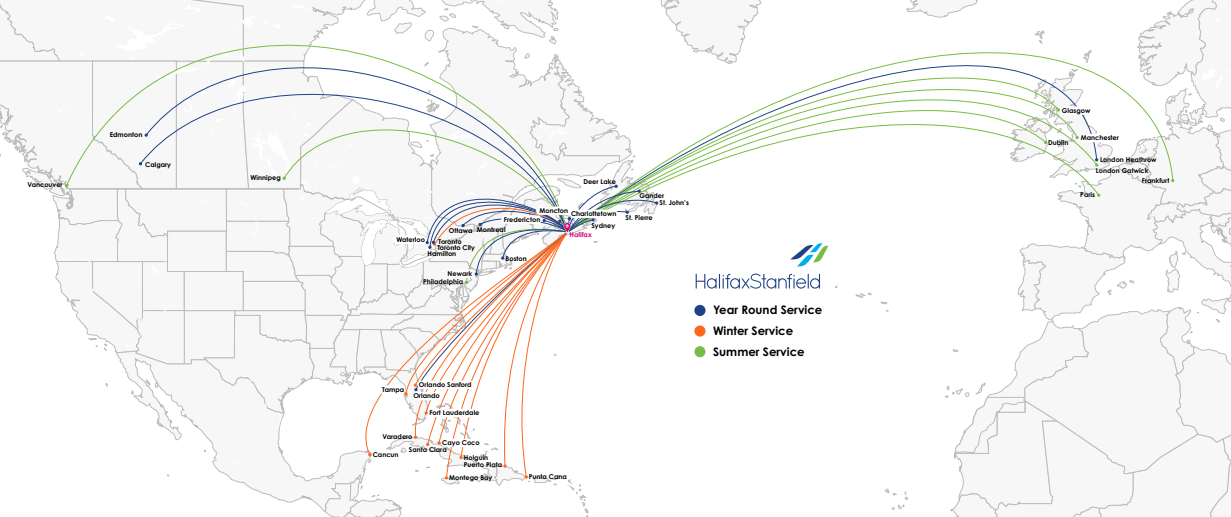 Edmonton
Calgary
Vancouver
Winnipeg
Deer Lake
Gander
St. John's
St. Pierre
Moncton
Charlottetown
Fredericton
Sydney
Halifax
Ottawa
Montreal
Waterloo
Toronto
Toronto City
Hamilton
Boston
Newark
Philadelphia
Glasgow
Manchester
Dublin
London Heathrow
London Gatwick
Frankfurt
Paris
HalifaxStanfield
Year Round Service
Winter Service
Summer Service
Orlando Sanford
Tampa
Orlando
Fort Lauderdale
Varadero
Cayo Coco
Santa Clara
Cancun
Holguin
Puerto Plata
Montego Bay
Punta Cana